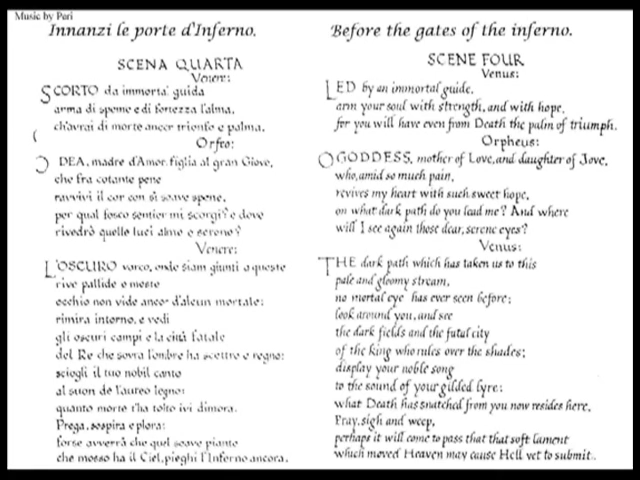 Music by Peri
Innanzi le porte d'Inferno.
SCENA QUARTA
Venere:
SCORTO da immortal guida
arma di speme e di fortezza l'alma,
ch'avrai di morte ancor trionfo e palma.
Orfeo:
O DEA, madre d'Amor, figlia al gran Giove,
che fra cotante pene
ravvivi il cor con sì soave spene,
per qual fosco sentier mi scorgi? e dove
rivedrò quelle luci alme e serene?
Venere:
L'OSCURO varco, onde siam giunti a queste
rive pallide e meste
occhio non vide ancor d'alcun mortale:
rimira intorno, e vedi
gli oscuri campi e la città fatale
del Re che sovra l'ombre ha scettro e regno:
sciogli il tuo nobil canto
al suon de l'aureo legno:
quanto morte t'ha tolto ivi dimora.
Prega, sospira e plora:
forse avverrà che quel soave pianto
che mosso ha il Ciel, pieghi l'Inferno ancora.
Before the gates of the inferno.
SCENE FOUR
Venus:
LED by an immortal guide,
arm your soul with strength, and with hope,
for you will have even from Death the palm of triumph.
Orpheus:
O GODDESS, mother of Love, and daughter of Jove,
who, amid so much pain,
revives my heart with such sweet hope,
on what dark path do you lead me? And where
will I see again those dear, serene eyes?
Venus:
THE dark path which has taken us to this
pale and gloomy stream,
no mortal eye has ever seen before;
look around you, and see
the dark fields and the fatal city
of the king who rules over the shades;
display your noble song
to the sound of your gilded lyre:
what Death has snatched from you now resides here,
Pray, sigh and weep,
perhaps it will come to pass that that soft lament
which moved Heaven may cause Hell yet to submit.